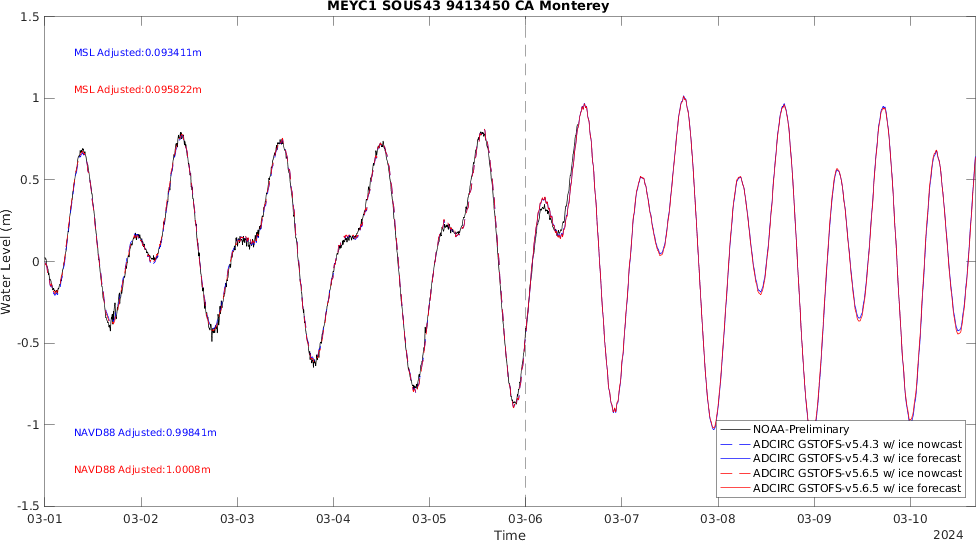 MEYC1 SOUS43 9413450 CA Monterey
1.5
MSL Adjusted:0.093411m
MSL Adjusted:0.095822m
1
0.5
0
-0.5
-1
-1.5
Water Level (m)
NAVD88 Adjusted:0.99841m
NAVD88 Adjusted:1.0008m
NOAA-Preliminary
ADCIRC GSTOFS-v5.4.3 w/ ice nowcast
ADCIRC GSTOFS-v5.4.3 w/ ice forecast
ADCIRC GSTOFS-v5.6.5 w/ ice nowcast
ADCIRC GSTOFS-v5.6.5 w/ ice forecast
03-01 03-02 03-03 03-04 03-05 03-06 03-07 03-08 03-09 03-10
Time
2024